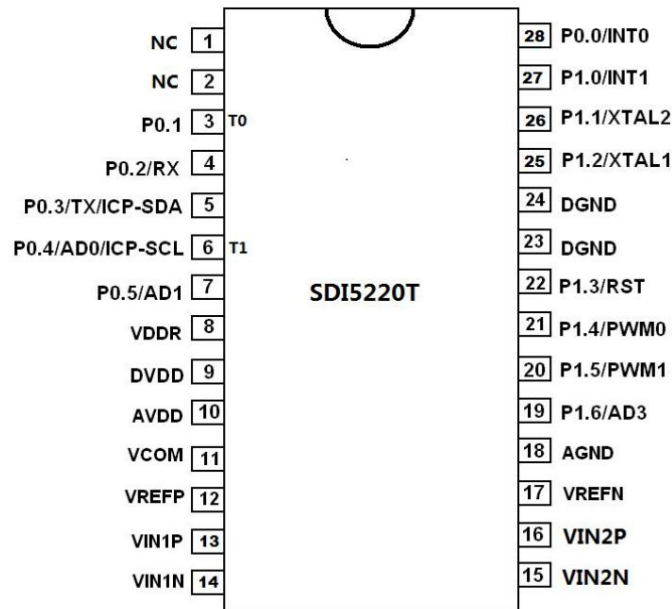 NC 1
NC 2
P0.1 3 T0
P0.2/RX 4
P0.3/TX/ICP-SDA 5
P0.4/AD0/ICP-SCL 6 T1
P0.5/AD1 7
VDDR 8
DVDD 9
AVDD 10
VCOM 11
VREFP 12
VIN1P 13
VIN1N 14
SDI5220T
28 P0.0/INT0
27 P1.0/INT1
26 P1.1/XTAL2
25 P1.2/XTAL1
24 DGND
23 DGND
22 P1.3/RST
21 P1.4/PWM0
20 P1.5/PWM1
19 P1.6/AD3
18 AGND
17 VREFN
16 VIN2P
15 VIN2N